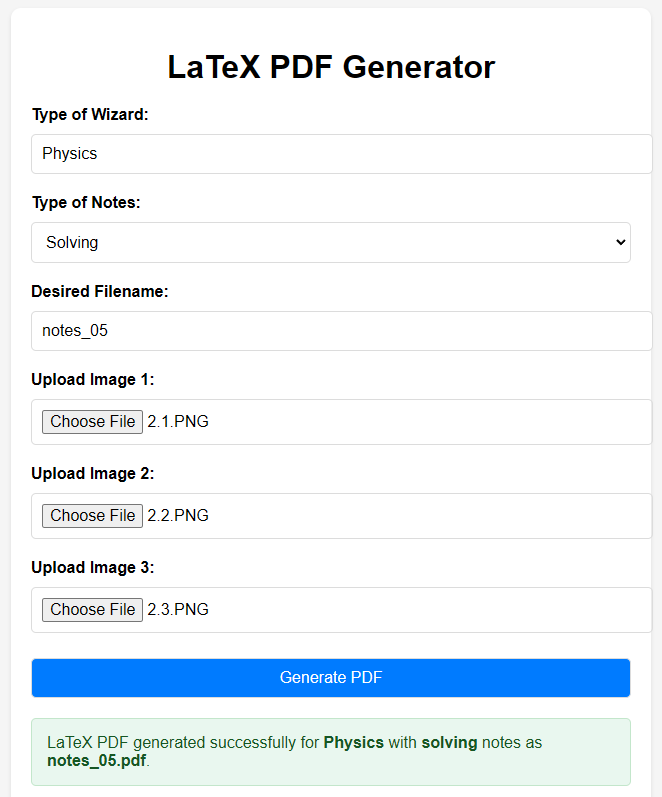 LaTeX PDF Generator
Type of Wizard:
Physics
Type of Notes:
Solving
Desired Filename:
notes_05
Upload Image 1:
Choose File 2.1.PNG
Upload Image 2:
Choose File 2.2.PNG
Upload Image 3:
Choose File 2.3.PNG
Generate PDF
LaTeX PDF generated successfully for Physics with solving notes as
notes_05.pdf.